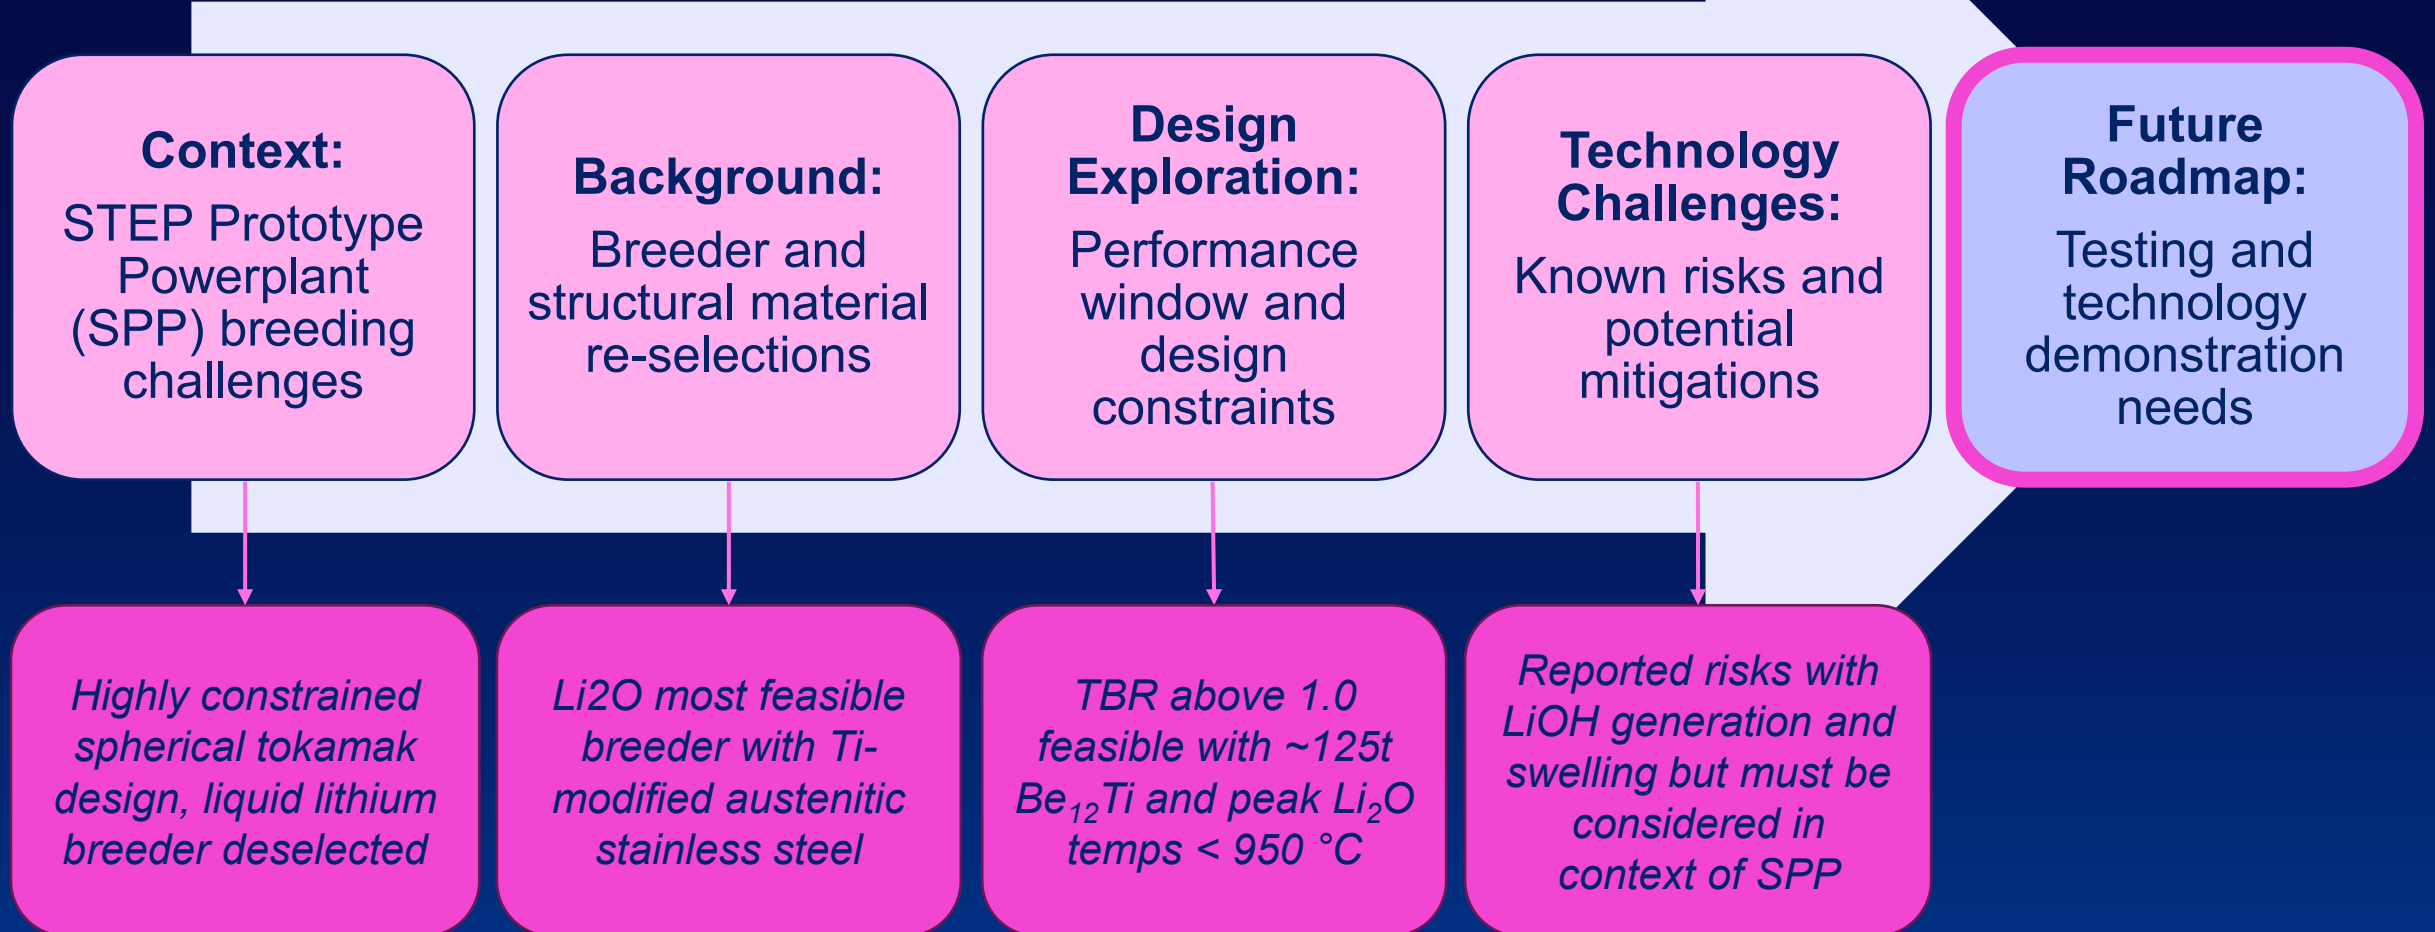 Context:
STEP Prototype
Powerplant
(SPP) breeding
challenges
Background:
Breeder and
structural material
re-selections
Design
Exploration:
Performance
window and
design
constraints
Technology
Challenges:
Known risks and
potential
mitigations
Future
Roadmap:
Testing and
technology
demonstration
needs
Highly constrained
spherical tokamak
design, liquid lithium
breeder deselected
Li2O most feasible
breeder with Ti-
modified austenitic
stainless steel
TBR above 1.0
feasible with ~125t
Be₁₂Ti and peak Li₂O
temps < 950 °C
Reported risks with
LiOH generation and
swelling but must be
considered in
context of SPP